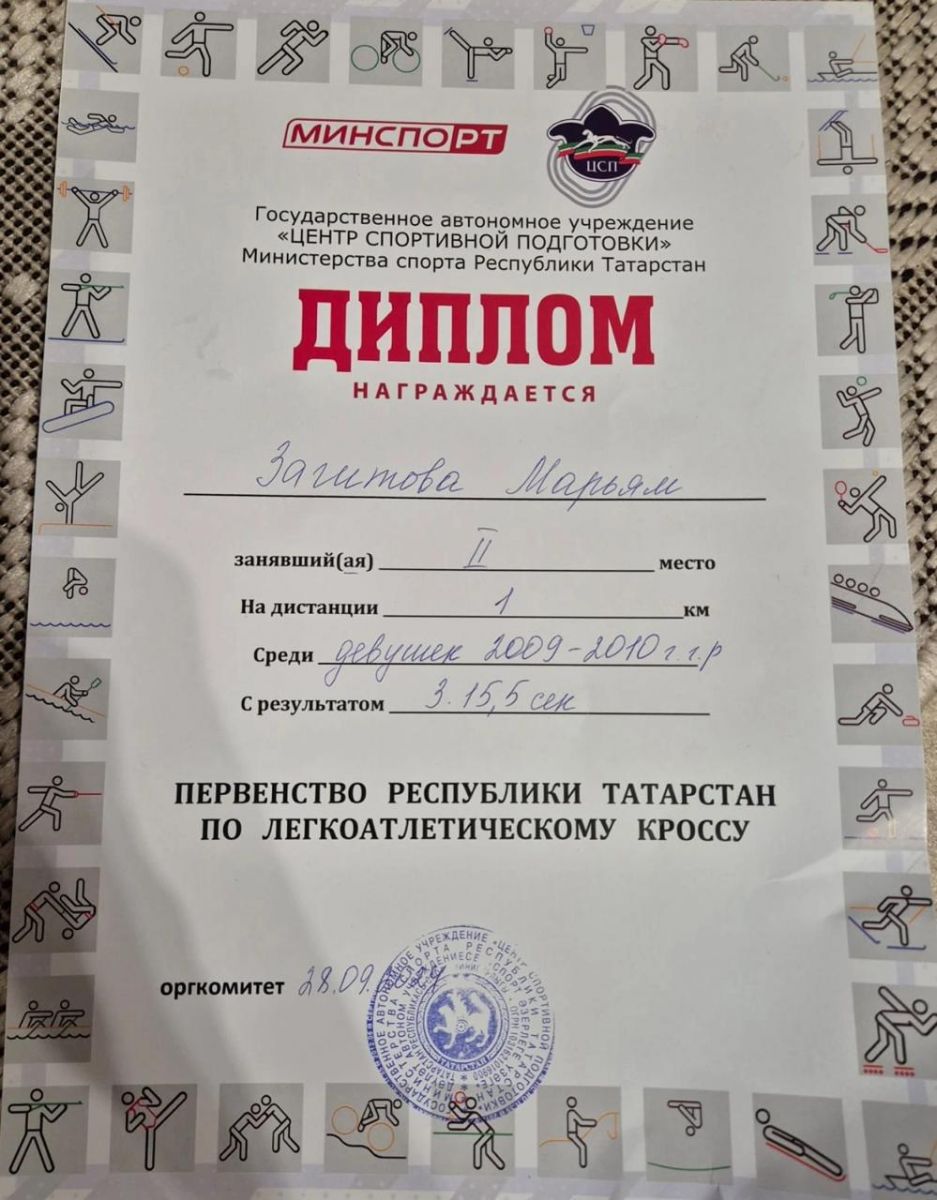 МИНСПОРТ
ЦСП
Государственное автономное учреждение
«ЦЕНТР СПОРТИВНОЙ ПОДГОТОВКИ»
Министерства спорта Республики Татарстан
ДИПЛОМ
НАГРАЖДАЕТСЯ
Загитова Марьям
занявший(ая) II место
На дистанции 1 км
Среди девушек 2009-2010 г.г.р
С результатом 3.15,5 сек
ПЕРВЕНСТВО РЕСПУБЛИКИ ТАТАРСТАН
ПО ЛЕГКОАТЛЕТИЧЕСКОМУ КРОССУ
оргкомитет 28.09.
ТАТАРСТАН